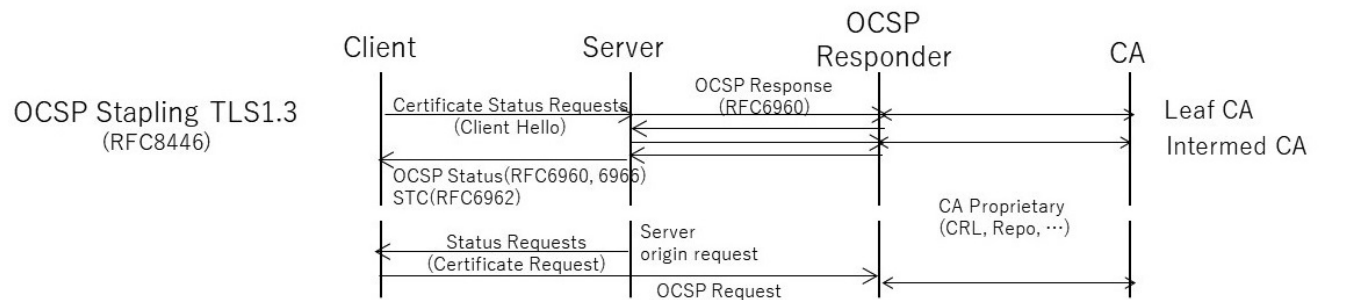 Client
Server
OCSP
Responder
CA
OCSP Stapling TLS1.3
(RFC8446)
Certificate Status Requests
(Client Hello)
OCSP Response
(RFC6960)
Leaf CA
Intermed CA
OCSP Status(RFC6960, 6966)
STC(RFC6962)
CA Proprietary
(CRL, Repo, …)
Status Requests
(Certificate Request)
Server
origin request
OCSP Request